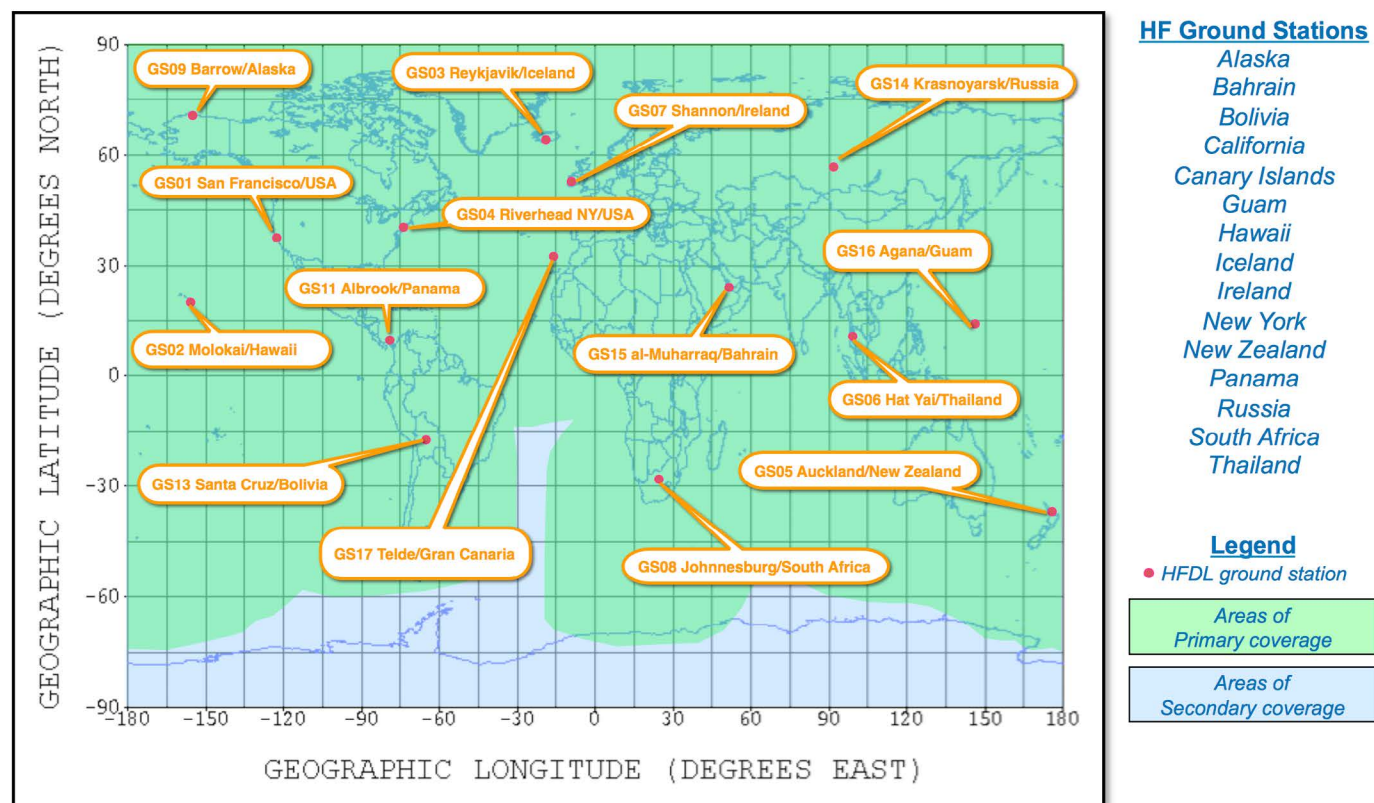 GEOGRAPHIC LATITUDE (DEGREES NORTH)
90
60
30
0
-30
-60
-90
-180
-150
-120
-90
-60
-30
0
30
60
90
120
150
180
GEOGRAPHIC LONGITUDE (DEGREES EAST)
GS09 Barrow/Alaska
GS03 Reykjavik/Iceland
GS14 Krasnoyarsk/Russia
GS07 Shannon/Ireland
GS01 San Francisco/USA
GS04 Riverhead NY/USA
GS16 Agana/Guam
GS11 Albrook/Panama
GS02 Molokai/Hawaii
GS15 al-Muharraq/Bahrain
GS06 Hat Yai/Thailand
GS13 Santa Cruz/Bolivia
GS05 Auckland/New Zealand
GS17 Telde/Gran Canaria
GS08 Johnnesburg/South Africa
HF Ground Stations
Alaska
Bahrain
Bolivia
California
Canary Islands
Guam
Hawaii
Iceland
Ireland
New York
New Zealand
Panama
Russia
South Africa
Thailand
Legend
HFDL ground station
Areas of
Primary coverage
Areas of
Secondary coverage